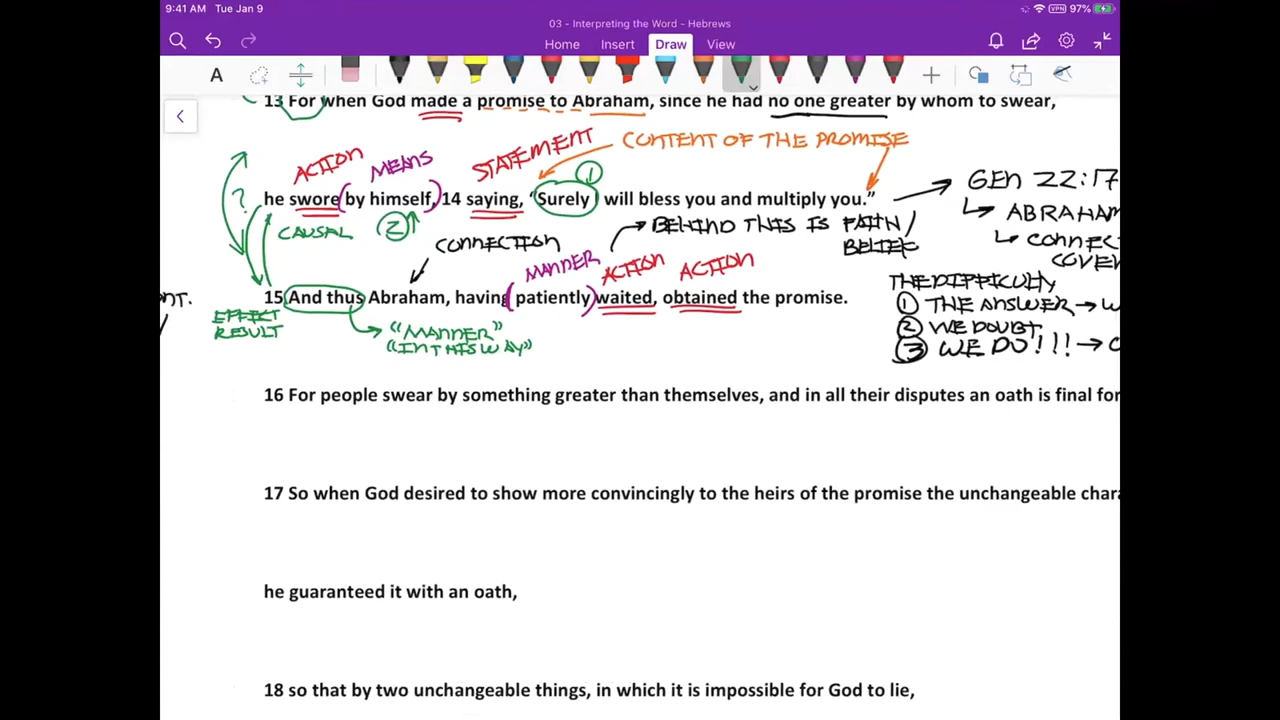 9:41 AM Tue Jan 9
VPN 97%
03 - Interpreting the Word - Hebrews
Home Insert Draw View
A
13 For when God made a promise to Abraham, since he had no one greater by whom to swear,
ACTION MEANS STATEMENT CONTENT OF THE PROMISE
1
? he swore (by himself,) 14 saying, “Surely I will bless you and multiply you.” GEN 22:17
CAUSAL 2
BEHIND THIS IS FAITH/
BELIEF
ABRAHAM
CONNECTION
CONNECT
COVEN
MANNER ACTION ACTION
THE DIFFICULTY
NT. 15 And thus Abraham, having (patiently) waited, obtained the promise.
1 THE ANSWER → W
EFFECT
RESULT
"MANNER"
"IN THIS WAY"
2 WE DOUBT
3 WE DO!!! → C
16 For people swear by something greater than themselves, and in all their disputes an oath is final for
17 So when God desired to show more convincingly to the heirs of the promise the unchangeable chara
he guaranteed it with an oath,
18 so that by two unchangeable things, in which it is impossible for God to lie,